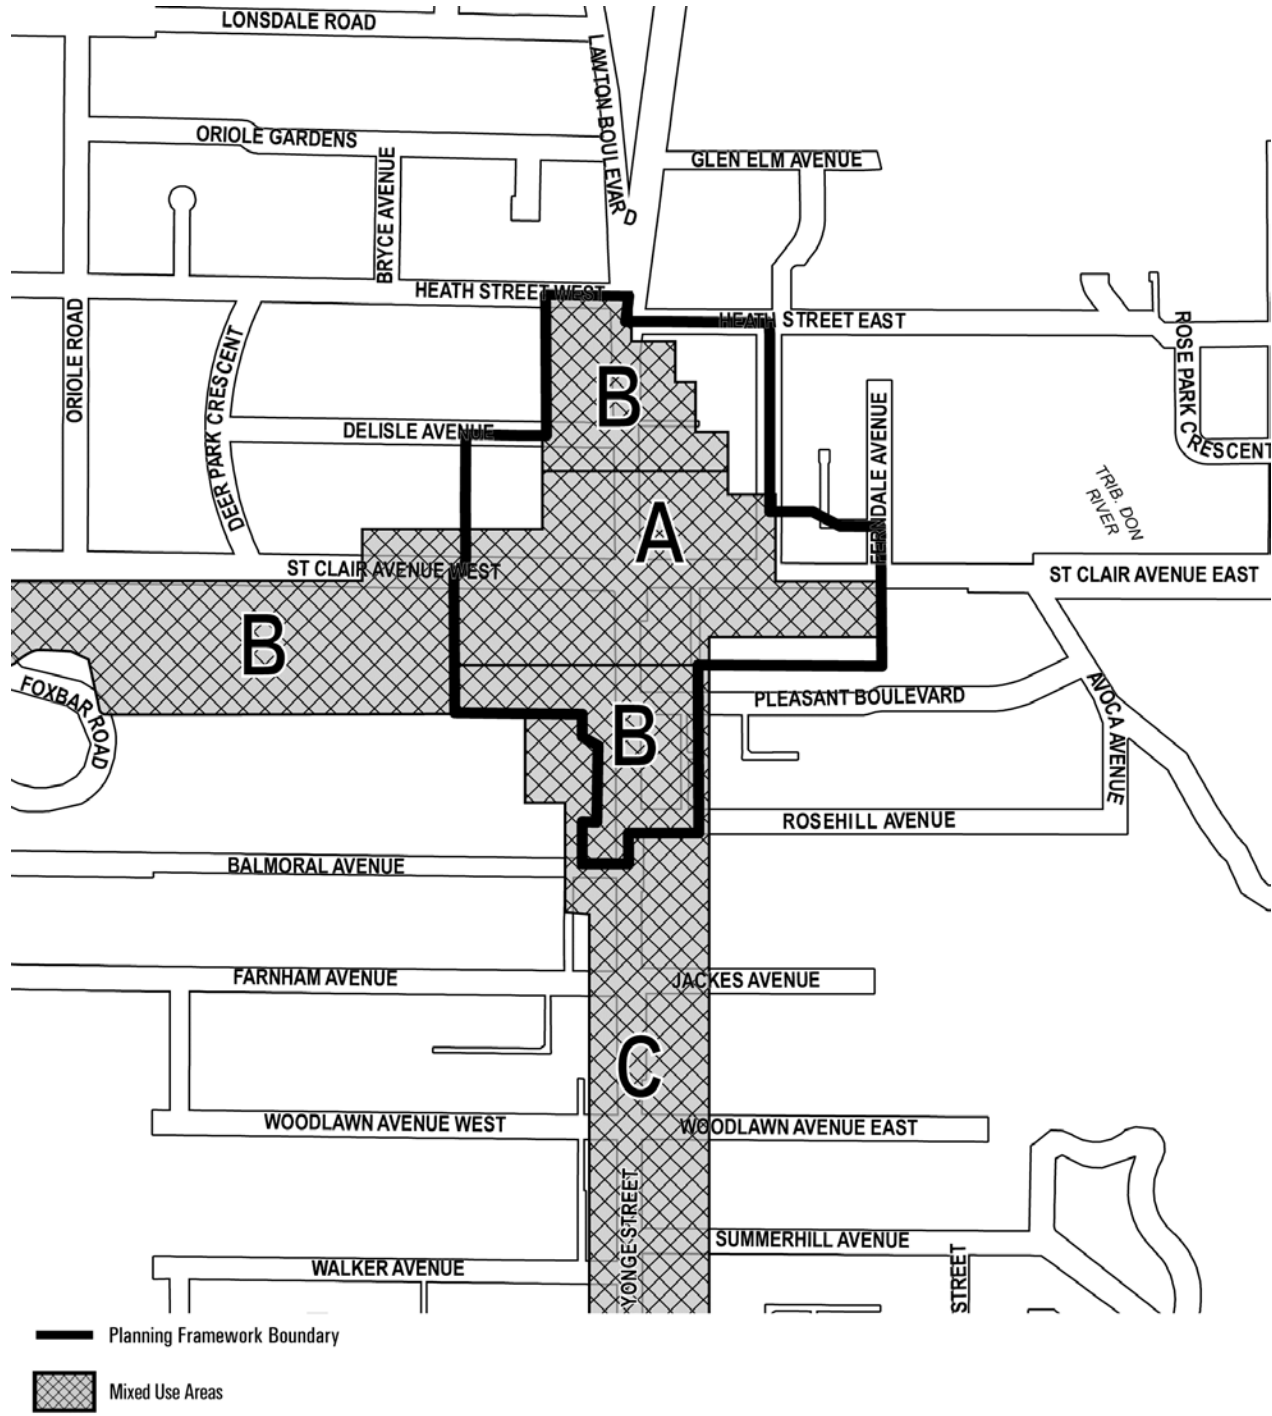 LONSDALE ROAD
LAWTON BOULEVARD
ORIOLE GARDENS
BRYCE AVENUE
GLEN ELM AVENUE
HEATH STREET WEST
HEATH STREET EAST
ORIOLE ROAD
DEER PARK CRESCENT
ROSE PARK CRESCENT
B
DELISLE AVENUE
FERNDALE AVENUE
TRIB. DON
RIVER
A
ST CLAIR AVENUE WEST
ST CLAIR AVENUE EAST
B
FOXBAR ROAD
PLEASANT BOULEVARD
AVOCA AVENUE
B
ROSEHILL AVENUE
BALMORAL AVENUE
FARNHAM AVENUE
JACKES AVENUE
C
WOODLAWN AVENUE WEST
WOODLAWN AVENUE EAST
YONGE STREET
SUMMERHILL AVENUE
WALKER AVENUE
STREET
Planning Framework Boundary
Mixed Use Areas